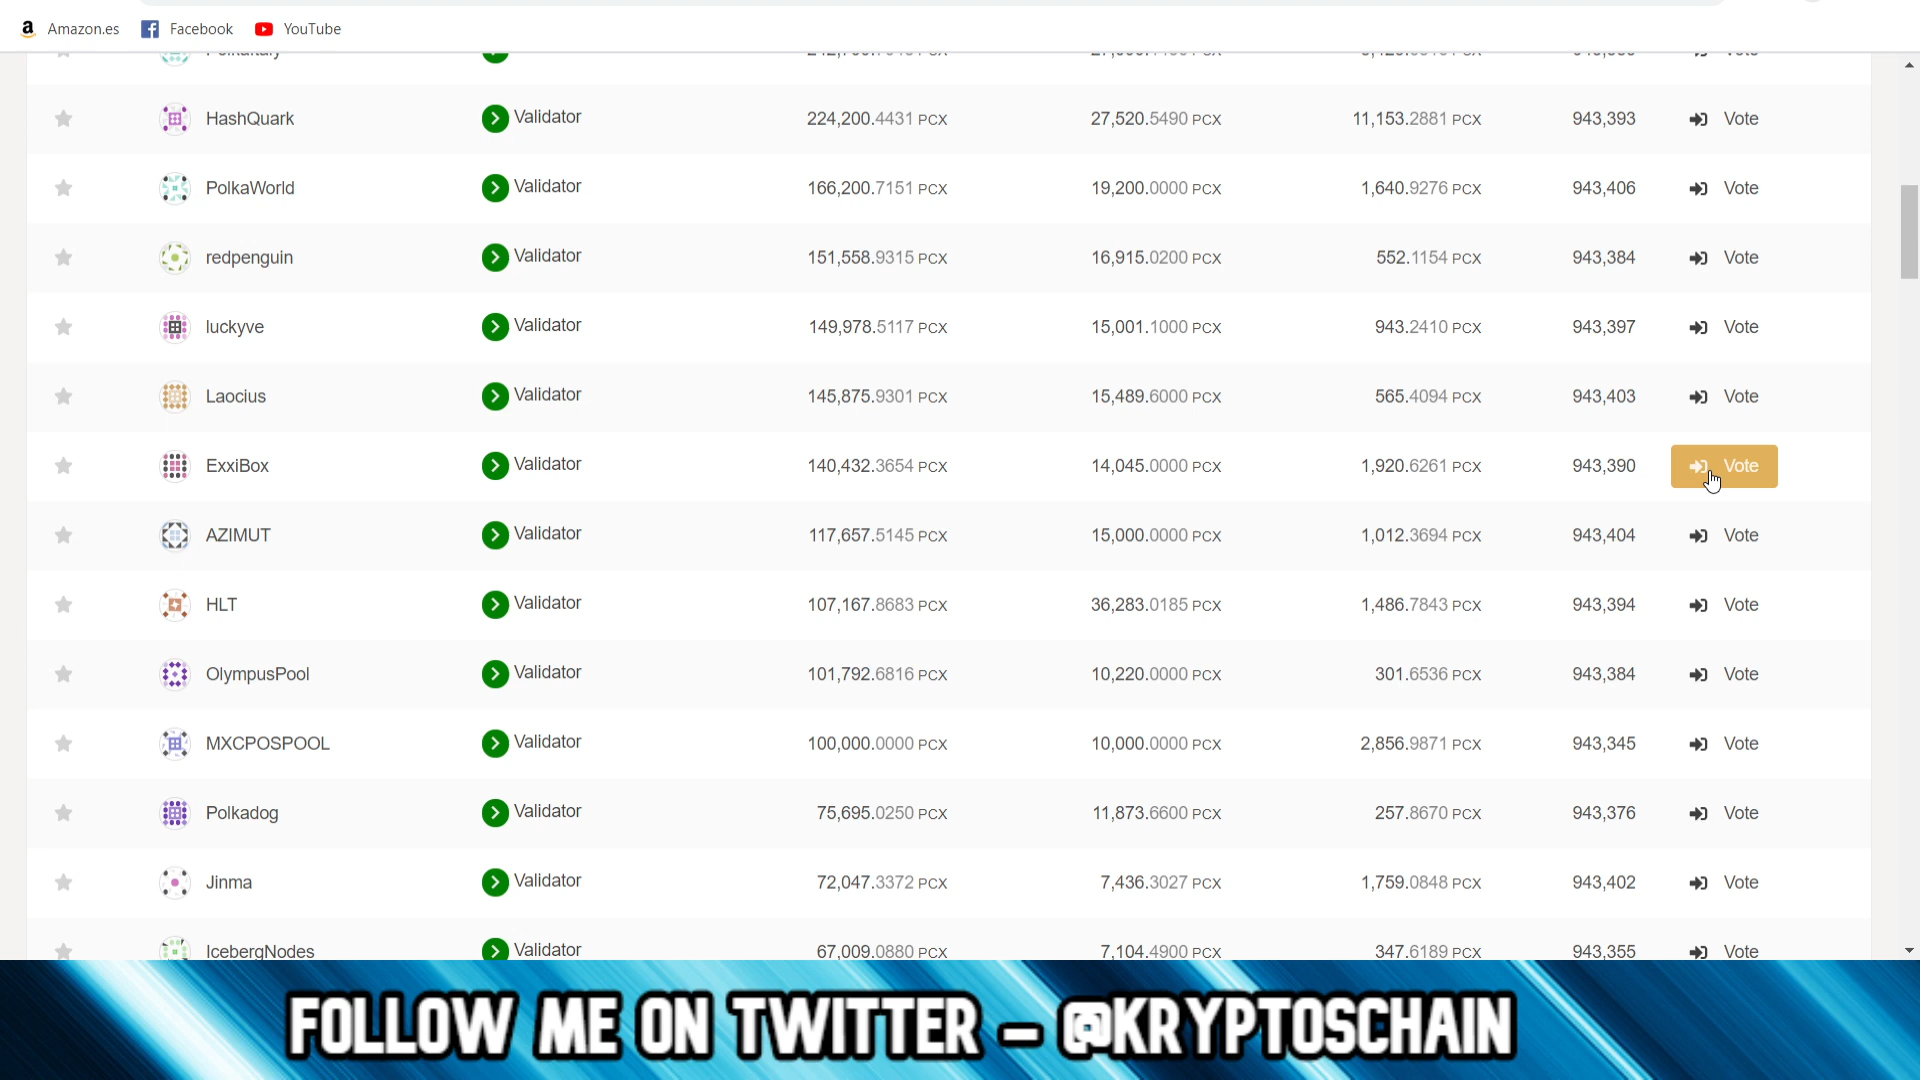 Amazon.es Facebook YouTube
HashQuark Validator 224,200.4431 PCX 27,520.5490 PCX 11,153.2881 PCX 943,393 Vote
PolkaWorld Validator 166,200.7151 PCX 19,200.0000 PCX 1,640.9276 PCX 943,406 Vote
redpenguin Validator 151,558.9315 PCX 16,915.0200 PCX 552.1154 PCX 943,384 Vote
luckyve Validator 149,978.5117 PCX 15,001.1000 PCX 943.2410 PCX 943,397 Vote
Laocius Validator 145,875.9301 PCX 15,489.6000 PCX 565.4094 PCX 943,403 Vote
ExxiBox Validator 140,432.3654 PCX 14,045.0000 PCX 1,920.6261 PCX 943,390 Vote
AZIMUT Validator 117,657.5145 PCX 15,000.0000 PCX 1,012.3694 PCX 943,404 Vote
HLT Validator 107,167.8683 PCX 36,283.0185 PCX 1,486.7843 PCX 943,394 Vote
OlympusPool Validator 101,792.6816 PCX 10,220.0000 PCX 301.6536 PCX 943,384 Vote
MXCPOSPOOL Validator 100,000.0000 PCX 10,000.0000 PCX 2,856.9871 PCX 943,345 Vote
Polkadog Validator 75,695.0250 PCX 11,873.6600 PCX 257.8670 PCX 943,376 Vote
Jinma Validator 72,047.3372 PCX 7,436.3027 PCX 1,759.0848 PCX 943,402 Vote
IcebergNodes Validator 67,009.0880 PCX 7,104.4900 PCX 347.6189 PCX 943,355 Vote
FOLLOW ME ON TWITTER - @KRYPTOSCHAIN